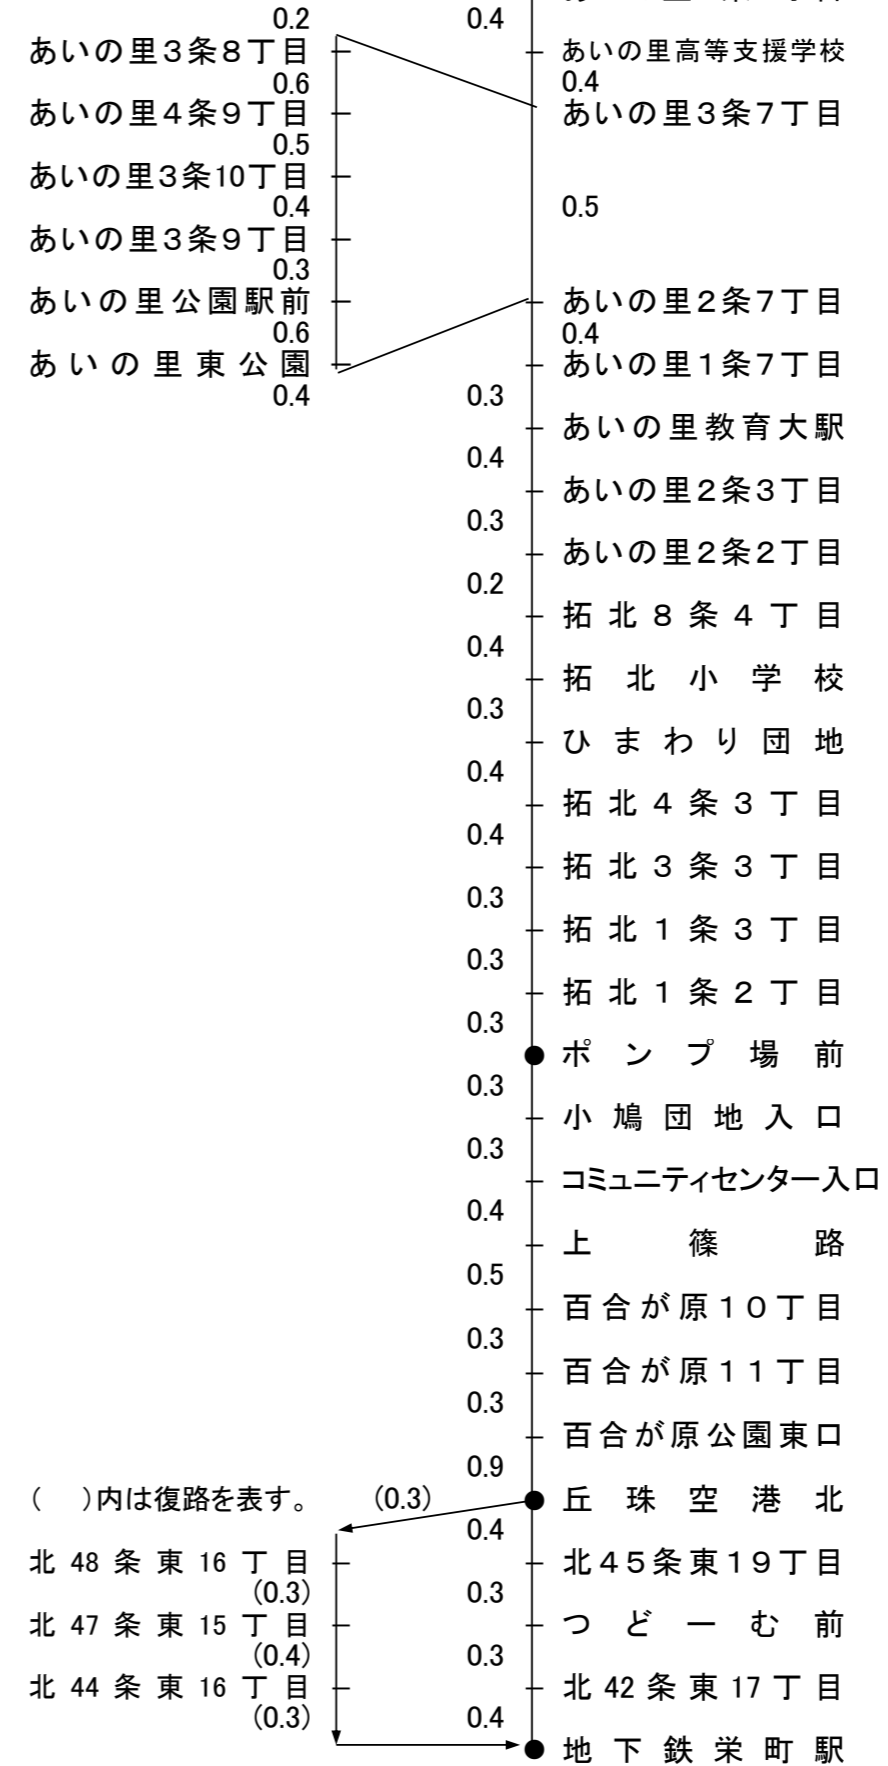 0.2 0.4
あいの里3条8丁目 あいの里高等支援学校
0.6 0.4
あいの里4条9丁目 あいの里3条7丁目
0.5
あいの里3条10丁目
0.4 0.5
あいの里3条9丁目
0.3
あいの里公園駅前 あいの里2条7丁目
0.6 0.4
あいの里東公園 あいの里1条7丁目
0.4 0.3
あいの里教育大駅
0.4
あいの里2条3丁目
0.3
あいの里2条2丁目
0.2
拓北8条4丁目
0.4
拓北小学校
0.3
ひまわり団地
0.4
拓北4条3丁目
0.4
拓北3条3丁目
0.3
拓北1条3丁目
0.3
拓北1条2丁目
0.3
ポンプ場前
0.3
小鳩団地入口
0.3
コミュニティセンター入口
0.4
上篠路
0.5
百合が原10丁目
0.3
百合が原11丁目
0.3
百合が原公園東口
0.9
(　)内は復路を表す。 (0.3) 丘珠空港北
0.4
北48条東16丁目 北45条東19丁目
(0.3) 0.3
北47条東15丁目 つどーむ前
(0.4) 0.3
北44条東16丁目 北42条東17丁目
(0.3) 0.4
地下鉄栄町駅